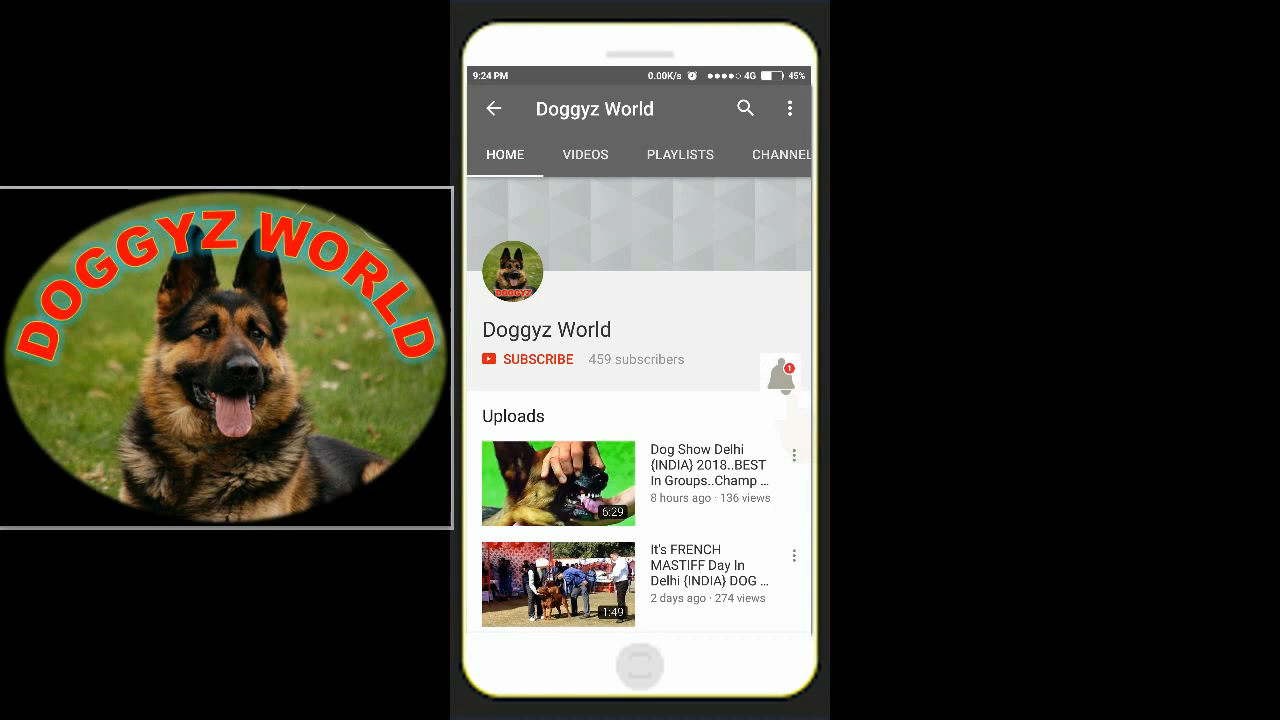 DOGGYZ WORLD
9:24 PM 0.00K/s 4G 45%
Doggyz World
HOME VIDEOS PLAYLISTS CHANNEL
DOGGYZ
Doggyz World
SUBSCRIBE 459 subscribers
1
Uploads
Dog Show Delhi
{INDIA} 2018..BEST
In Groups..Champ ...
8 hours ago · 136 views
6:29
It's FRENCH
MASTIFF Day In
Delhi {INDIA} DOG ...
2 days ago · 274 views
1:49